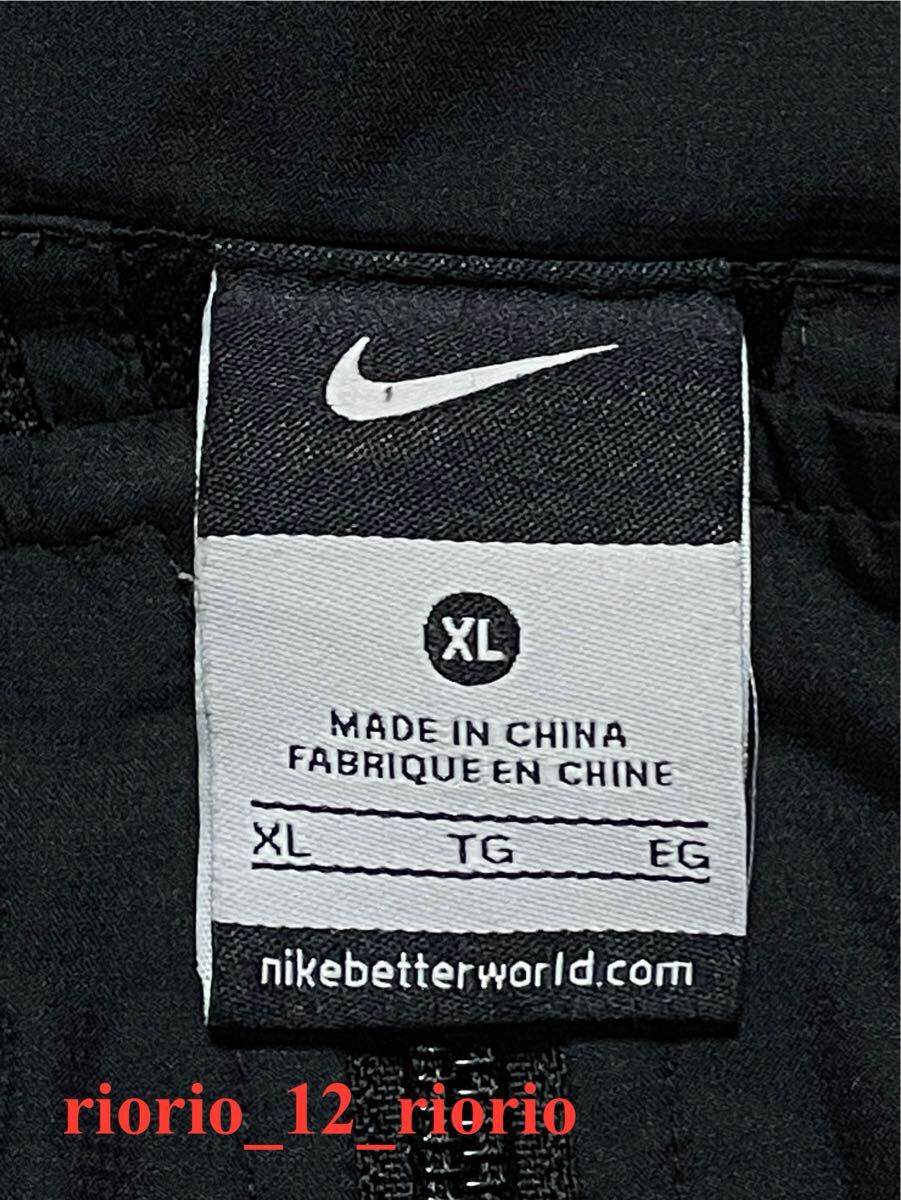 XL
MADE IN CHINA
FABRIQUE EN CHINE
XL TG EG
nikebetterworld.com
riorio_12_riorio